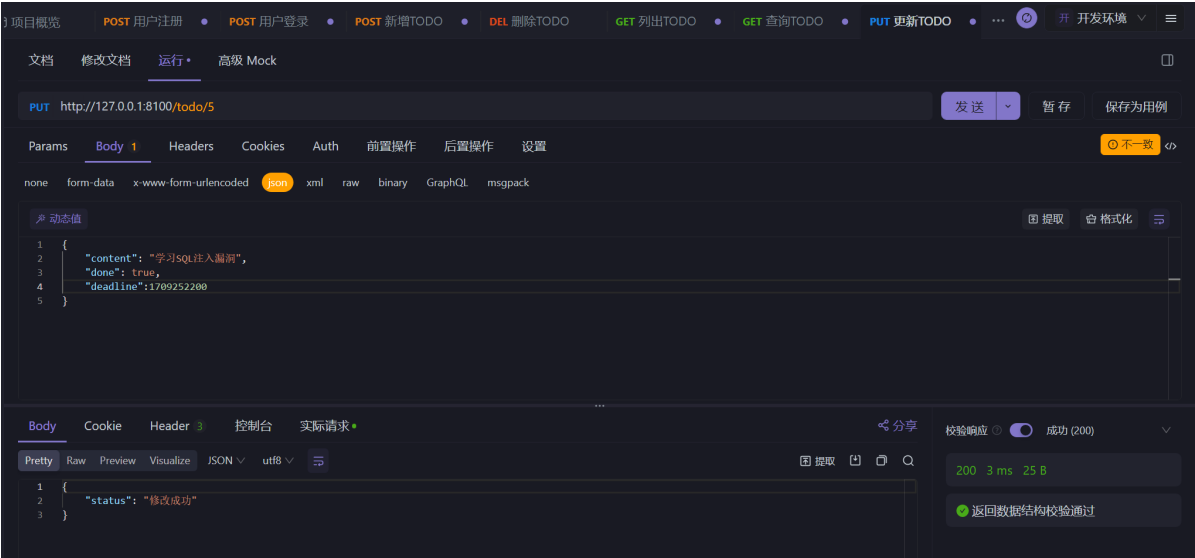 项目概览 POST 用户注册 POST 用户登录 POST 新增TODO DEL 删除TODO GET 列出TODO GET 查询TODO PUT 更新TODO ... 开 开发环境
文档 修改文档 运行 高级 Mock
PUT http://127.0.0.1:8100/todo/5 发送 暂存 保存为用例
Params Body 1 Headers Cookies Auth 前置操作 后置操作 设置 不一致 </>
none form-data x-www-form-urlencoded json xml raw binary GraphQL msgpack
动态值 提取 格式化
1 {
2 "content": "学习SQL注入漏洞",
3 "done": true,
4 "deadline":1709252200
5 }
Body Cookie Header 3 控制台 实际请求 分享 校验响应 成功 (200)
Pretty Raw Preview Visualize JSON utf8 提取
200 3 ms 25 B
1 {
2 "status": "修改成功"
3 }
返回数据结构校验通过